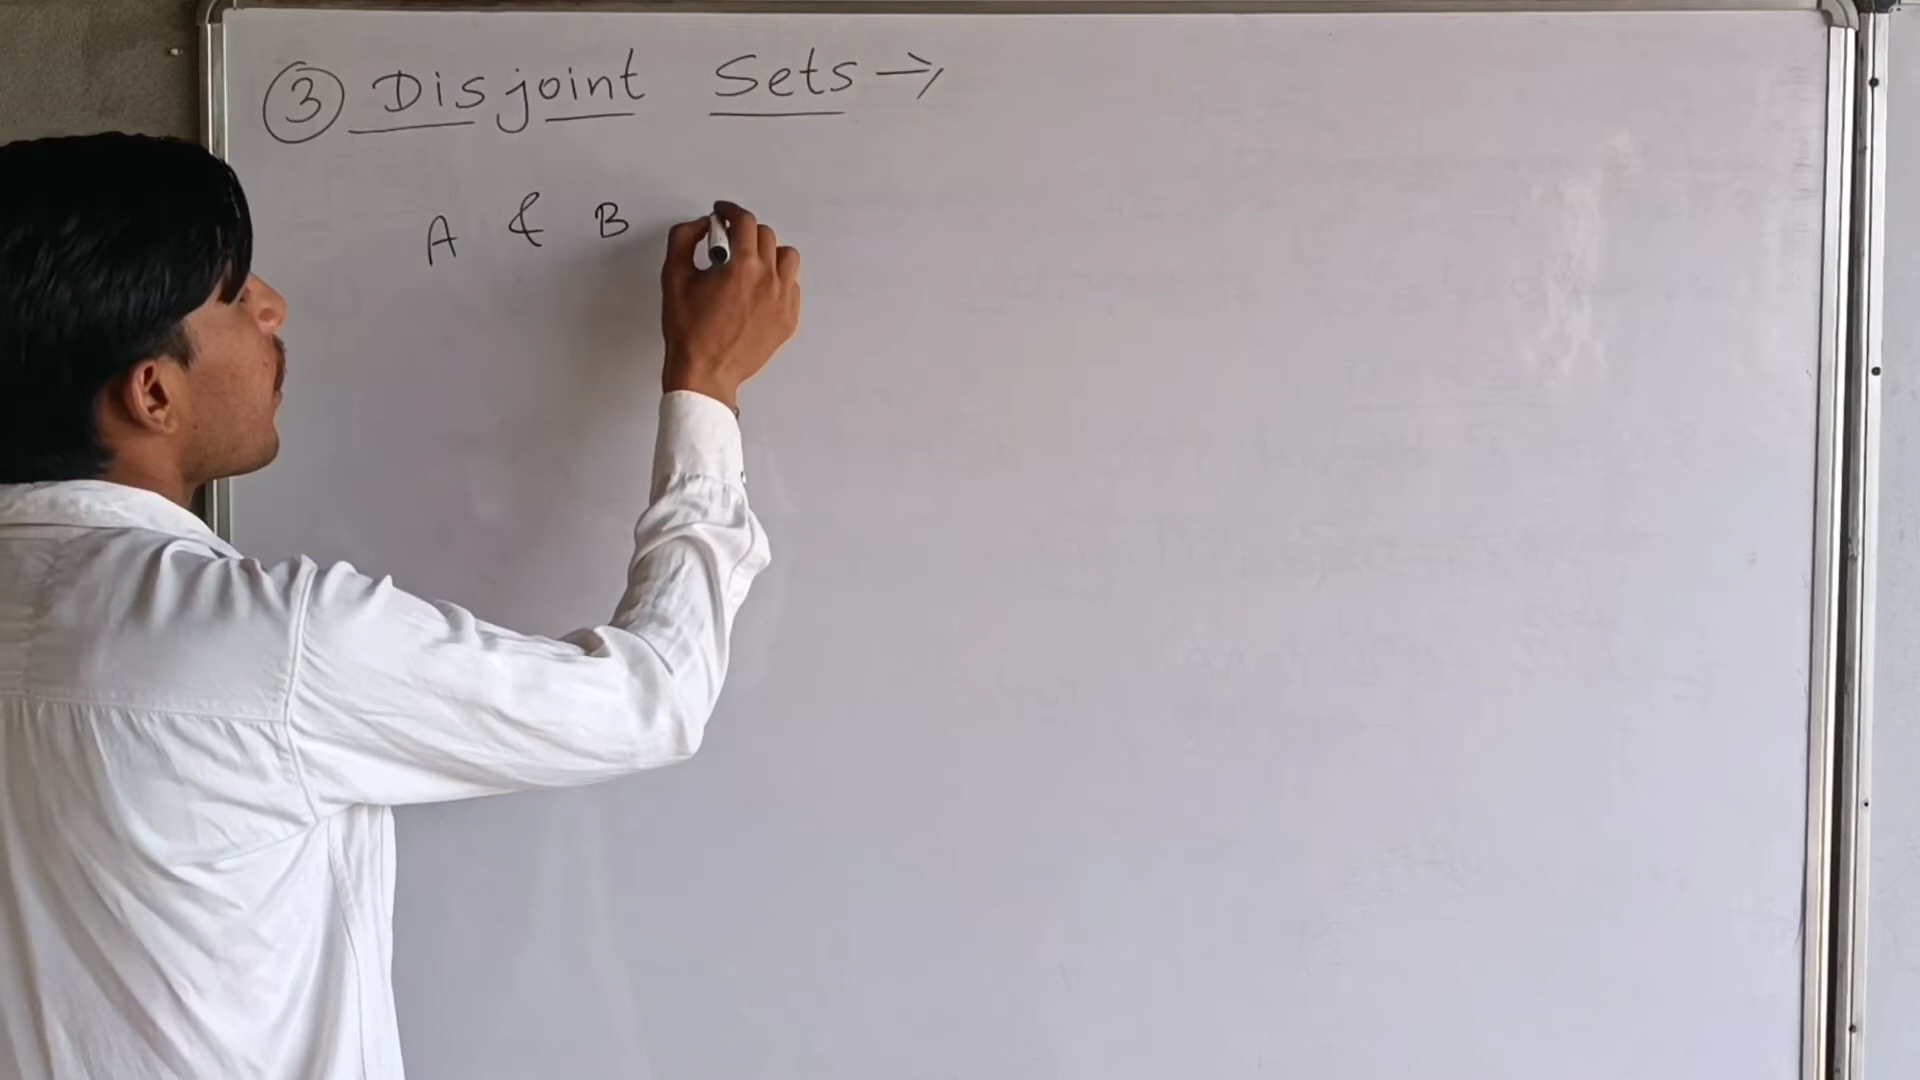 ③ Disjoint Sets →
A & B